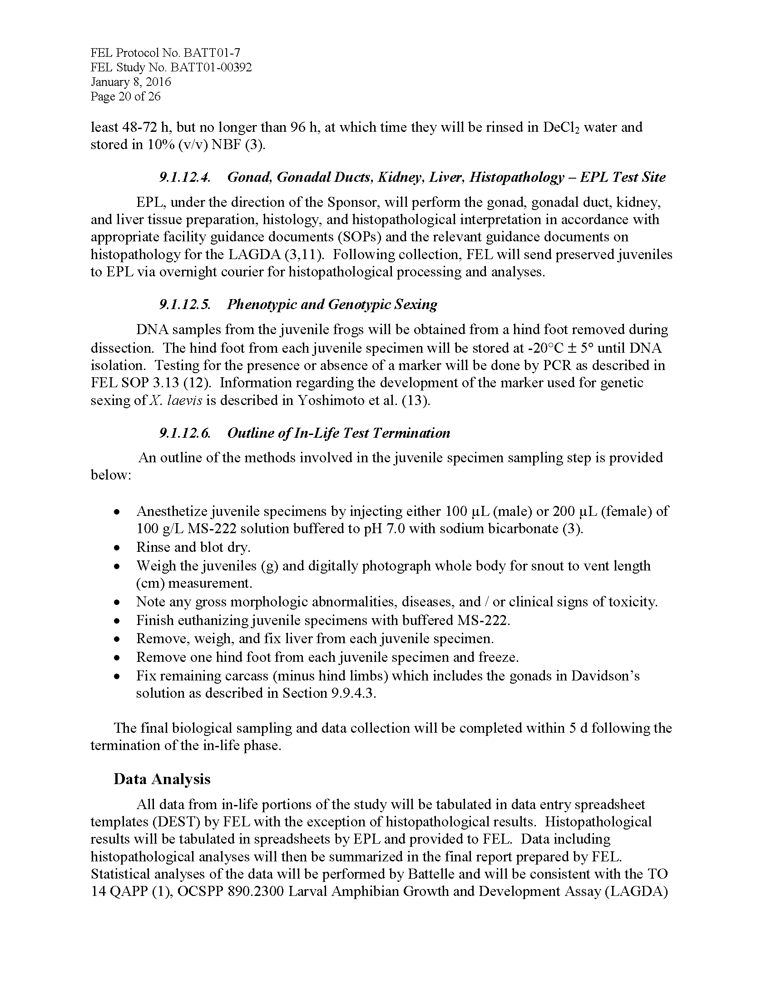 FEL Protocol No. BATT01-7
FEL Study No. BATT01-00392
January 8, 2016
Page 20 of 26
least 48-72 h, but no longer than 96 h, at which time they will be rinsed in DeCl₂ water and
stored in 10% (v/v) NBF (3).
9.1.12.4. Gonad, Gonadal Ducts, Kidney, Liver, Histopathology – EPL Test Site
EPL, under the direction of the Sponsor, will perform the gonad, gonadal duct, kidney,
and liver tissue preparation, histology, and histopathological interpretation in accordance with
appropriate facility guidance documents (SOPs) and the relevant guidance documents on
histopathology for the LAGDA (3,11). Following collection, FEL will send preserved juveniles
to EPL via overnight courier for histopathological processing and analyses.
9.1.12.5. Phenotypic and Genotypic Sexing
DNA samples from the juvenile frogs will be obtained from a hind foot removed during
dissection. The hind foot from each juvenile specimen will be stored at -20°C ± 5° until DNA
isolation. Testing for the presence or absence of a marker will be done by PCR as described in
FEL SOP 3.13 (12). Information regarding the development of the marker used for genetic
sexing of X. laevis is described in Yoshimoto et al. (13).
9.1.12.6. Outline of In-Life Test Termination
An outline of the methods involved in the juvenile specimen sampling step is provided
below:
• Anesthetize juvenile specimens by injecting either 100 µL (male) or 200 µL (female) of
100 g/L MS-222 solution buffered to pH 7.0 with sodium bicarbonate (3).
• Rinse and blot dry.
• Weigh the juveniles (g) and digitally photograph whole body for snout to vent length
(cm) measurement.
• Note any gross morphologic abnormalities, diseases, and / or clinical signs of toxicity.
• Finish euthanizing juvenile specimens with buffered MS-222.
• Remove, weigh, and fix liver from each juvenile specimen.
• Remove one hind foot from each juvenile specimen and freeze.
• Fix remaining carcass (minus hind limbs) which includes the gonads in Davidson’s
solution as described in Section 9.9.4.3.
The final biological sampling and data collection will be completed within 5 d following the
termination of the in-life phase.
Data Analysis
All data from in-life portions of the study will be tabulated in data entry spreadsheet
templates (DEST) by FEL with the exception of histopathological results. Histopathological
results will be tabulated in spreadsheets by EPL and provided to FEL. Data including
histopathological analyses will then be summarized in the final report prepared by FEL.
Statistical analyses of the data will be performed by Battelle and will be consistent with the TO
14 QAPP (1), OCSPP 890.2300 Larval Amphibian Growth and Development Assay (LAGDA)